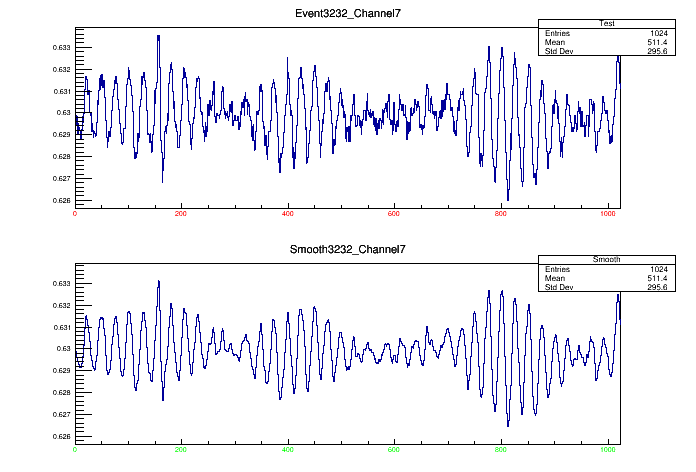 Event3232_Channel7
Test
Entries 1024
Mean 511.4
Std Dev 295.6
0.633
0.632
0.631
0.63
0.629
0.628
0.627
0.626
0 200 400 600 800 1000
Smooth3232_Channel7
Smooth
Entries 1024
Mean 511.4
Std Dev 295.6
0.633
0.632
0.631
0.63
0.629
0.628
0.627
0.626
0 200 400 600 800 1000